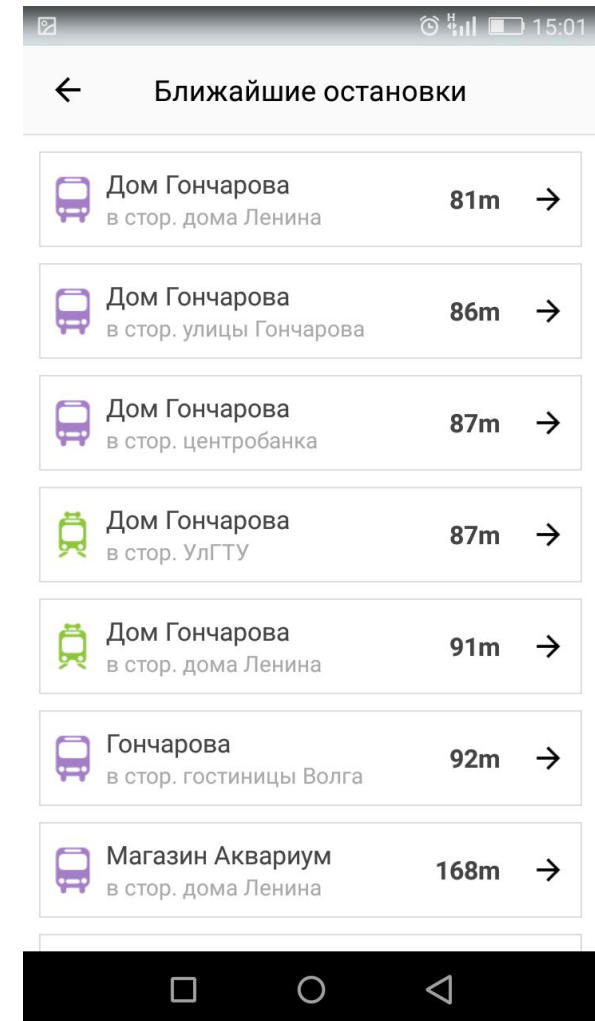 15:01
Ближайшие остановки
Дом Гончарова
в стор. дома Ленина
81m
Дом Гончарова
в стор. улицы Гончарова
86m
Дом Гончарова
в стор. центробанка
87m
Дом Гончарова
в стор. УлГТУ
87m
Дом Гончарова
в стор. дома Ленина
91m
Гончарова
в стор. гостиницы Волга
92m
Магазин Аквариум
в стор. дома Ленина
168m